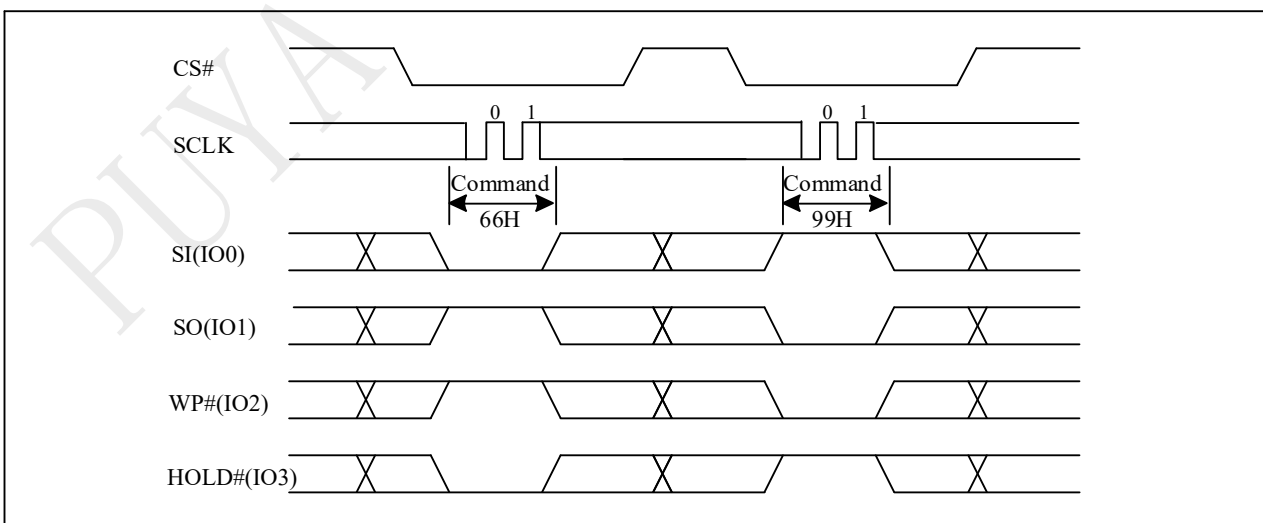 PUYA
CS#
0 1 0 1
SCLK
Command Command
66H 99H
SI(IO0)
SO(IO1)
WP#(IO2)
HOLD#(IO3)